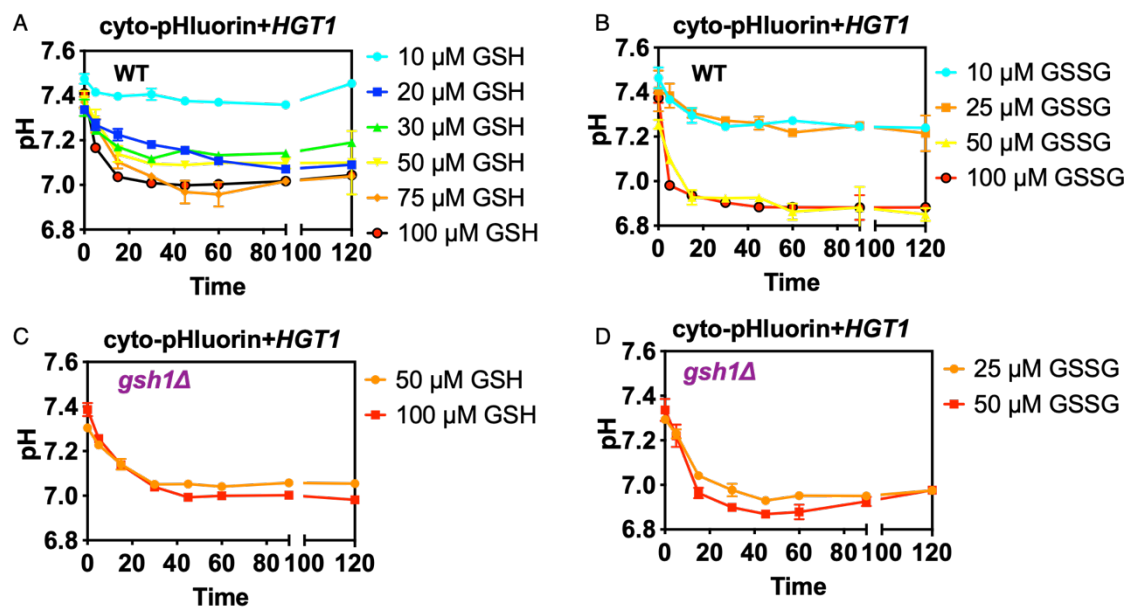 A
cyto-pHluorin+HGT1
WT
pH
7.6
7.4
7.2
7.0
6.8
0 20 40 60 80 100 120
Time
10 µM GSH
20 µM GSH
30 µM GSH
50 µM GSH
75 µM GSH
100 µM GSH
B
cyto-pHluorin+HGT1
WT
pH
7.6
7.4
7.2
7.0
6.8
0 20 40 60 80 100 120
Time
10 µM GSSG
25 µM GSSG
50 µM GSSG
100 µM GSSG
C
cyto-pHluorin+HGT1
gsh1Δ
pH
7.6
7.4
7.2
7.0
6.8
0 20 40 60 80 100 120
Time
50 µM GSH
100 µM GSH
D
cyto-pHluorin+HGT1
gsh1Δ
pH
7.6
7.4
7.2
7.0
6.8
0 20 40 60 80 100 120
Time
25 µM GSSG
50 µM GSSG